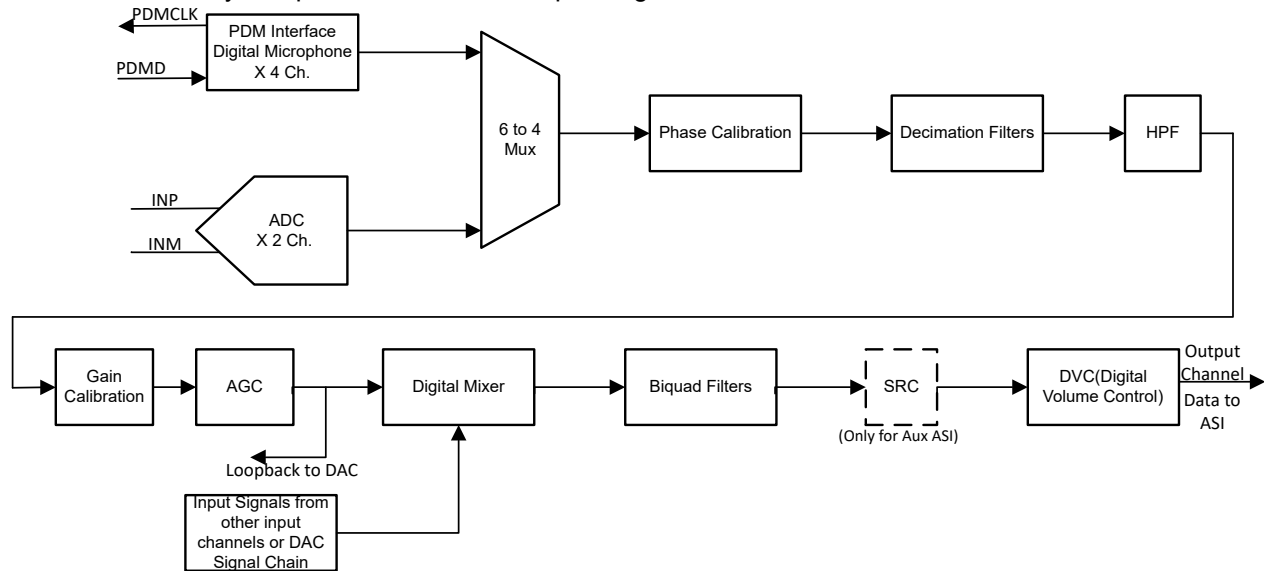 PDMCLK
PDM Interface
Digital Microphone
X 4 Ch.
PDMD
6 to 4
Mux
Phase Calibration
Decimation Filters
HPF
INP
INM
ADC
X 2 Ch.
Gain
Calibration
AGC
Loopback to DAC
Digital Mixer
Input Signals from
other input
channels or DAC
Signal Chain
Biquad Filters
SRC
(Only for Aux ASI)
DVC(Digital
Volume Control)
Output
Channel
Data to
ASI